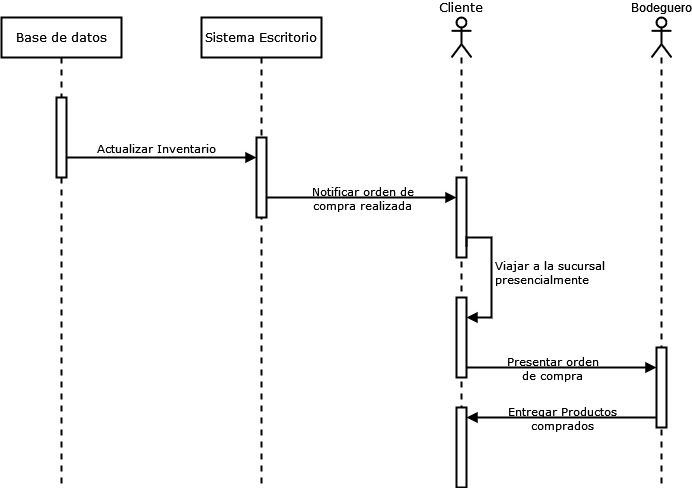 Cliente
Bodeguero
Base de datos
Sistema Escritorio
Actualizar Inventario
Notificar orden de
compra realizada
Viajar a la sucursal
presencialmente
Presentar orden
de compra
Entregar Productos
comprados